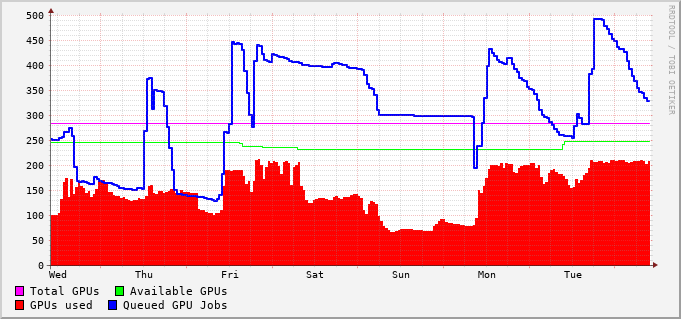 500
450
400
350
300
250
200
150
100
50
0
Wed Thu Fri Sat Sun Mon Tue
Total GPUs Available GPUs
GPUs used Queued GPU Jobs
RRDTOOL / TOBI OETIKER